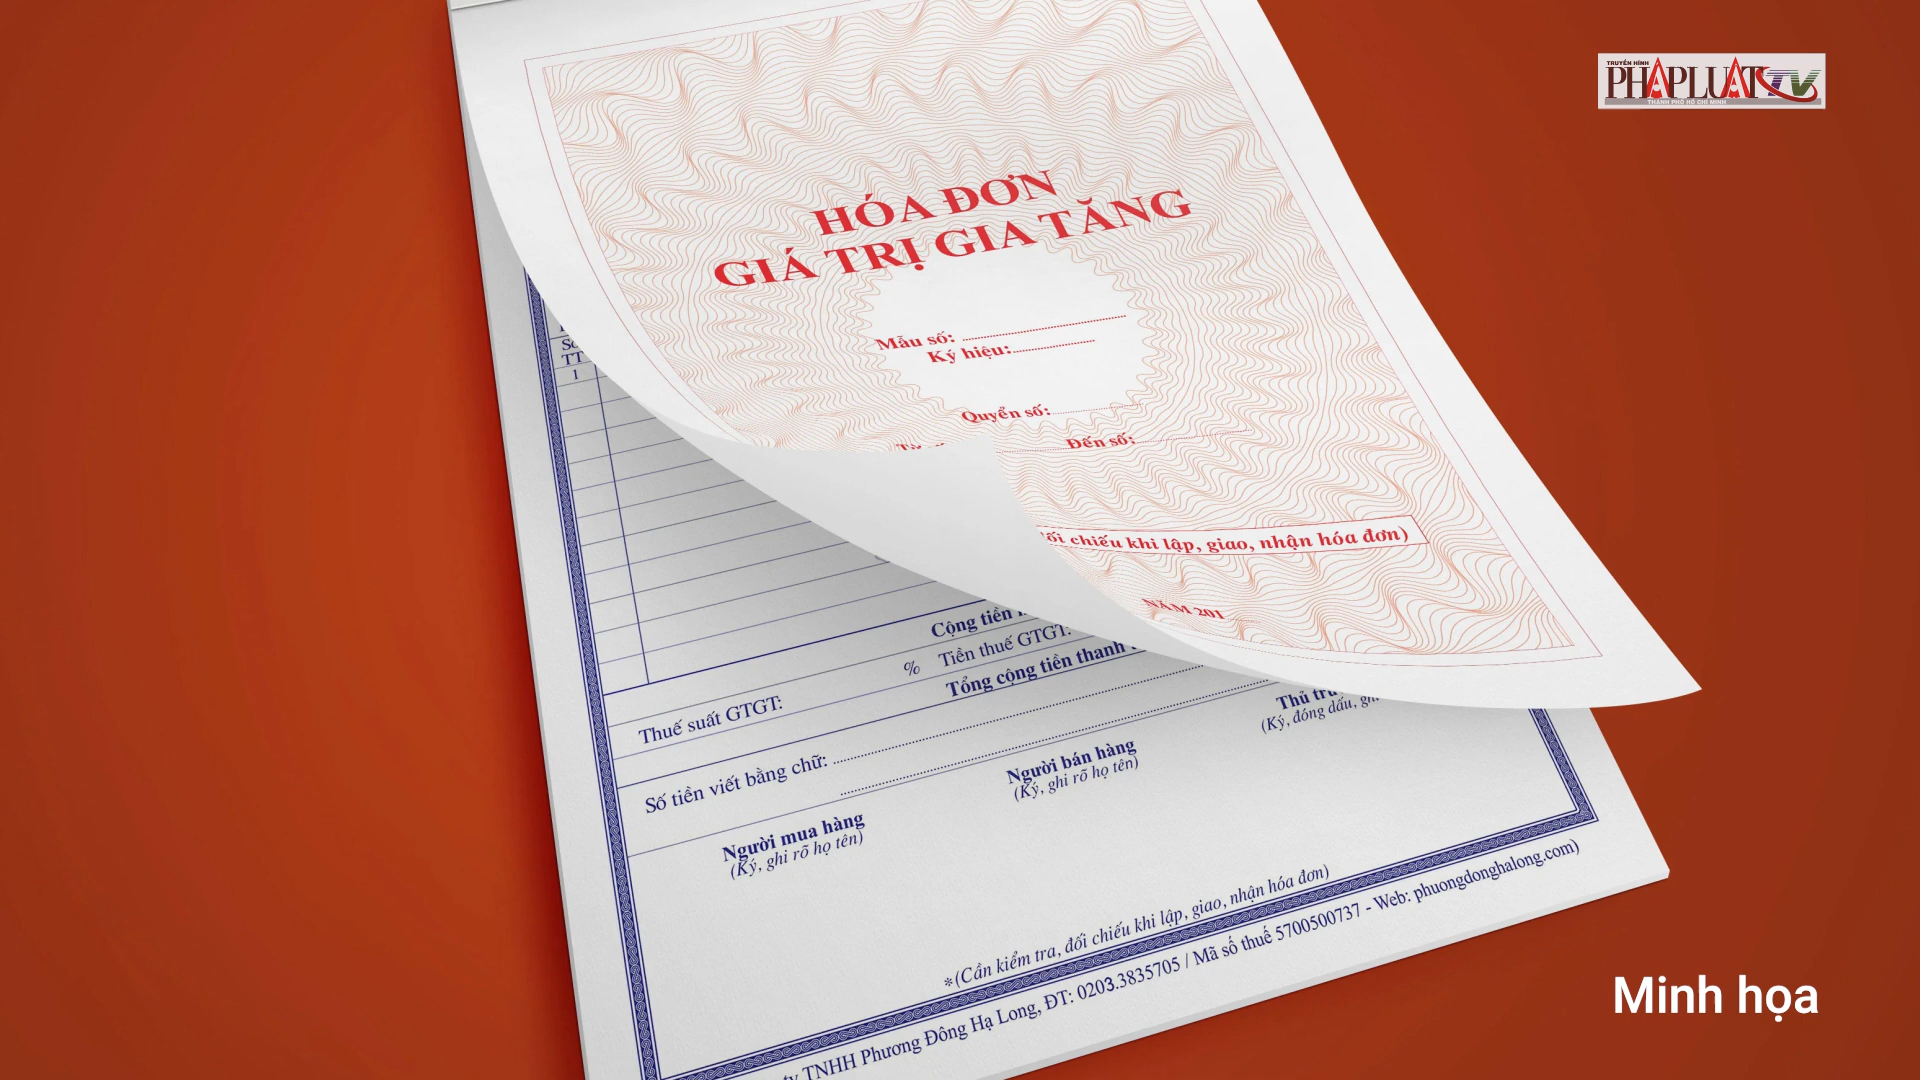 TRUYỀN HÌNH
PHÁPLUẬT TV
THÀNH PHỐ HỒ CHÍ MINH
HÓA ĐƠN
GIÁ TRỊ GIA TĂNG
Mẫu số:
Ký hiệu:
Quyển số:
Đến số:
chiếu khi lập, giao, nhận hóa đơn)
NĂM 201
TT
1
Cộng tiền
% Tiền thuế GTGT:
Thuế suất GTGT:
Tổng cộng tiền thanh
Số tiền viết bằng chữ:
Người mua hàng
(Ký, ghi rõ họ tên)
Người bán hàng
(Ký, ghi rõ họ tên)
Thủ
(Ký, đóng dấu,
*(Cần kiểm tra, đối chiếu khi lập, giao, nhận hóa đơn)
TNHH Phương Đông Hạ Long, ĐT: 0203.3835705 / Mã số thuế 5700500737 - Web: phuongdonghalong.com)
Minh họa